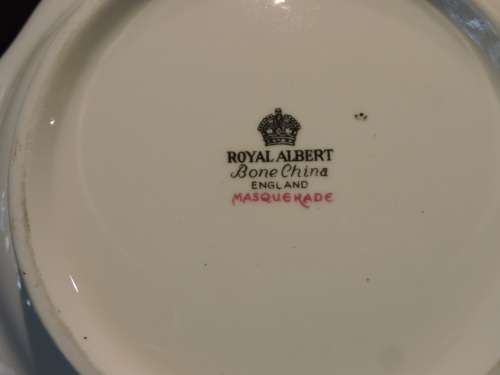 ROYAL ALBERT
Bone China
ENGLAND
MASQUERADE